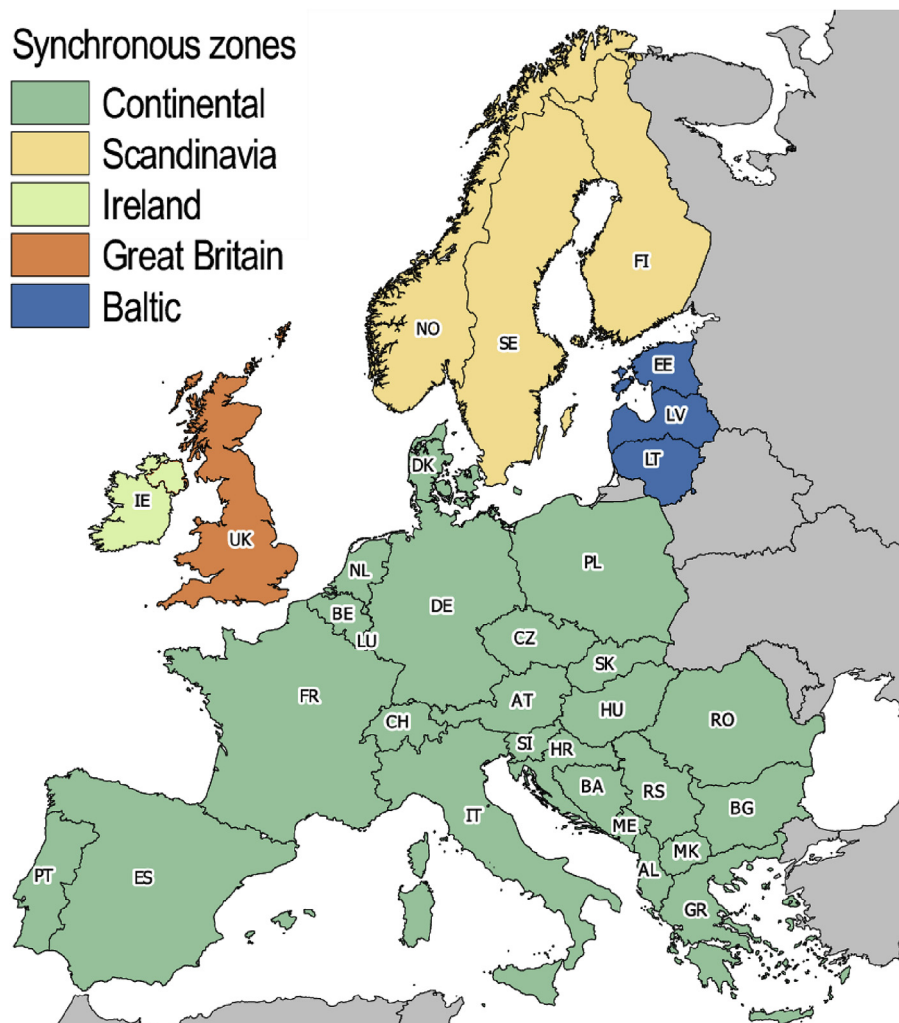 Synchronous zones
Continental
Scandinavia
Ireland
Great Britain
Baltic
FI
NO
SE
EE
LV
LT
DK
IE
UK
PL
NL
DE
BE
CZ
LU
SK
FR
AT
HU
CH
RO
SI
HR
BA
RS
BG
IT
ME
MK
AL
PT
ES
GR